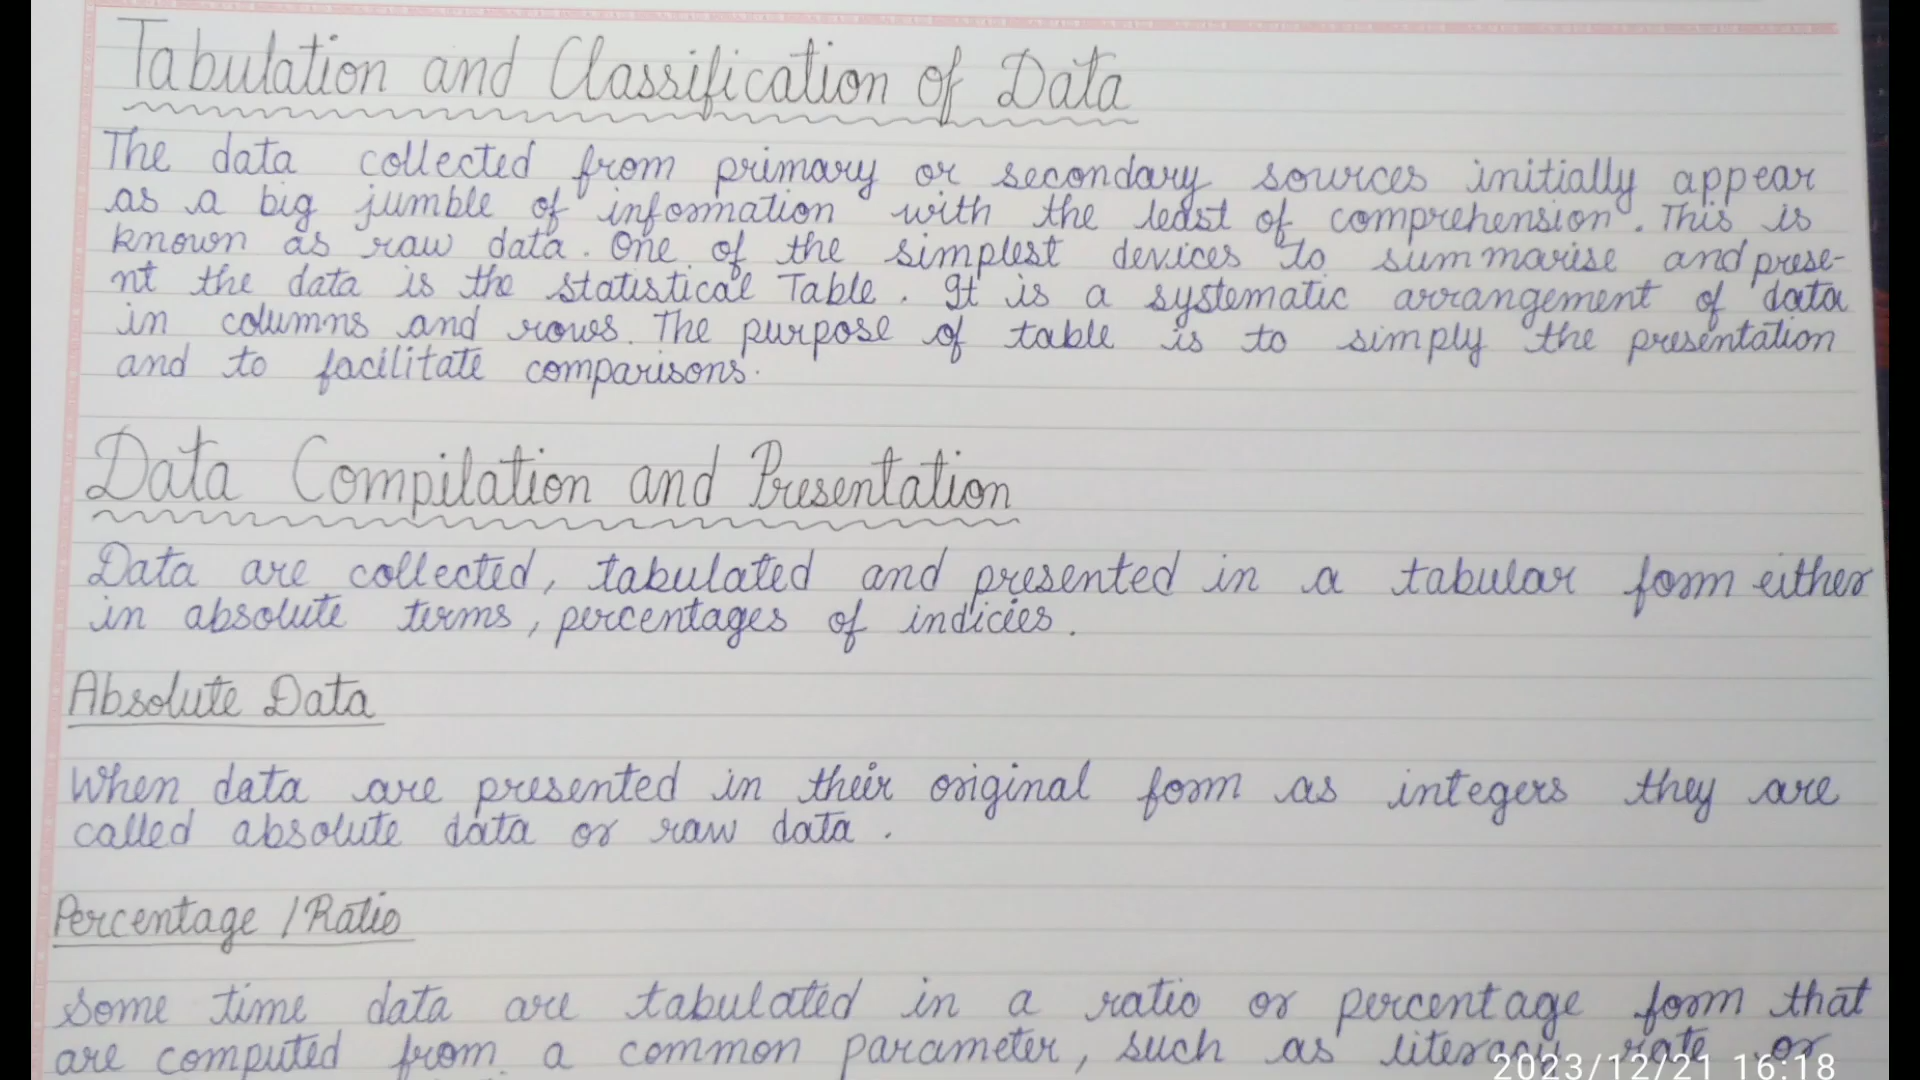 Tabulation and Classification of Data
The data collected from primary or secondary sources initially appear
as a big jumble of information with the least of comprehension. This is
known as raw data. One of the simplest devices to summarise and prese-
nt the data is the statistical Table. It is a systematic arrangement of data
in columns and rows. The purpose of table is to simply the presentation
and to facilitate comparisons.
Data Compilation and Presentation
Data are collected, tabulated and presented in a tabular form either
in absolute terms, percentages of indicies.
Absolute Data
When data are presented in their original form as integers they are
called absolute data or raw data.
Percentage / Ratio
Some time data are tabulated in a ratio or percentage form that
are computed from a common parameter, such as literacy rate or
2023/12/21 16:18